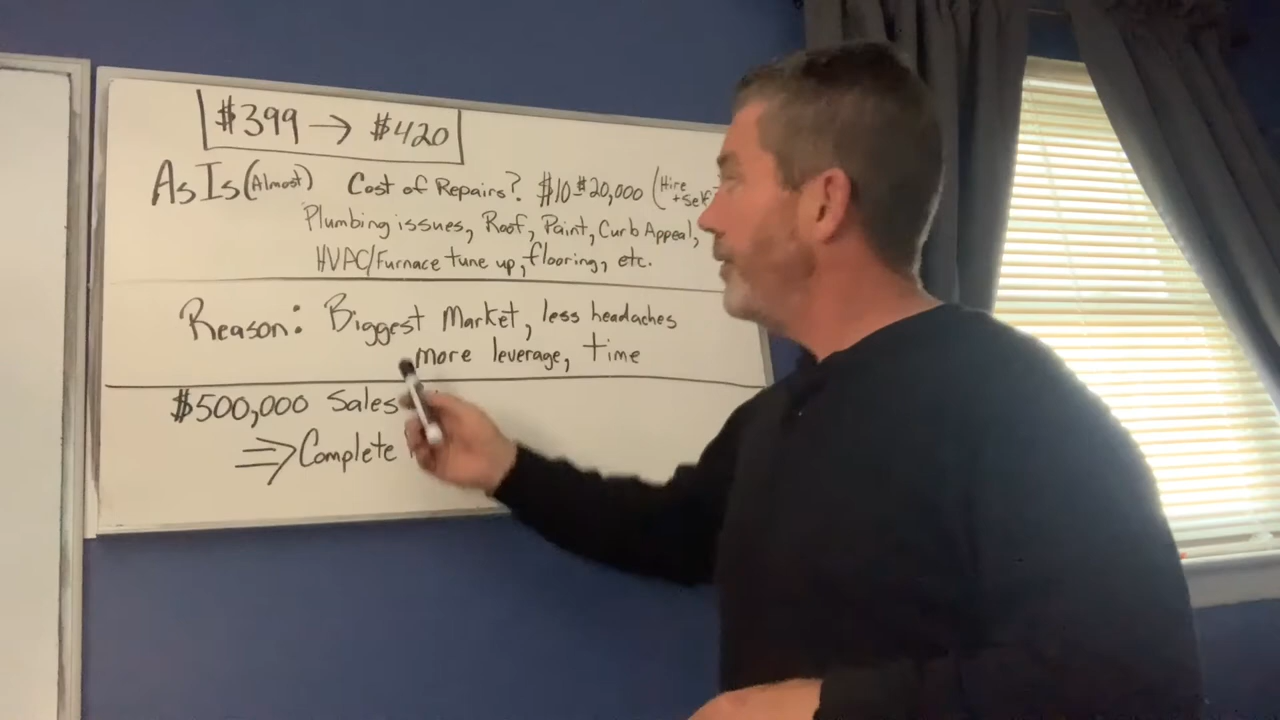 $399 → $420
As Is (Almost) Cost of Repairs? $10-$20,000 (Hire + Self
Plumbing issues, Roof, Paint, Curb Appeal,
HVAC/Furnace tune up, flooring, etc.
Reason: Biggest Market, less headaches
more leverage, time
$500,000 Sales
⇒ Complete